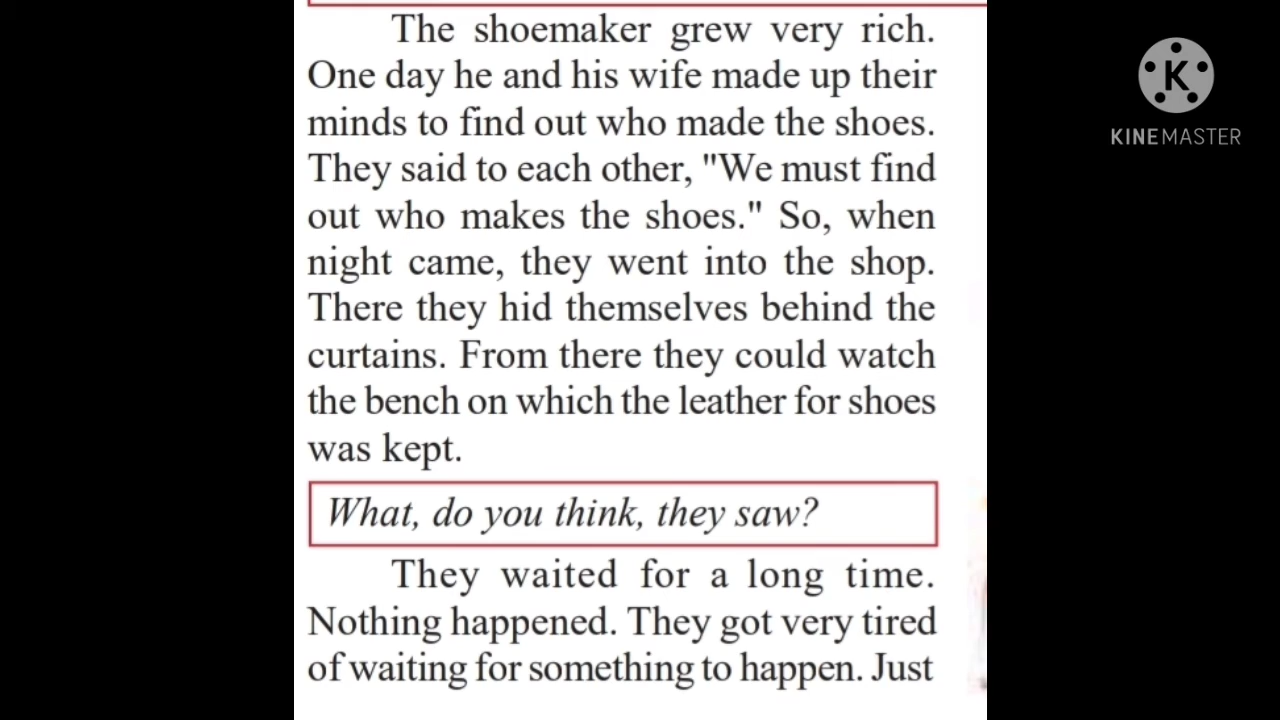 The shoemaker grew very rich.
One day he and his wife made up their
minds to find out who made the shoes.
They said to each other, "We must find
out who makes the shoes." So, when
night came, they went into the shop.
There they hid themselves behind the
curtains. From there they could watch
the bench on which the leather for shoes
was kept.
What, do you think, they saw?
They waited for a long time.
Nothing happened. They got very tired
of waiting for something to happen. Just
K
KINEMASTER